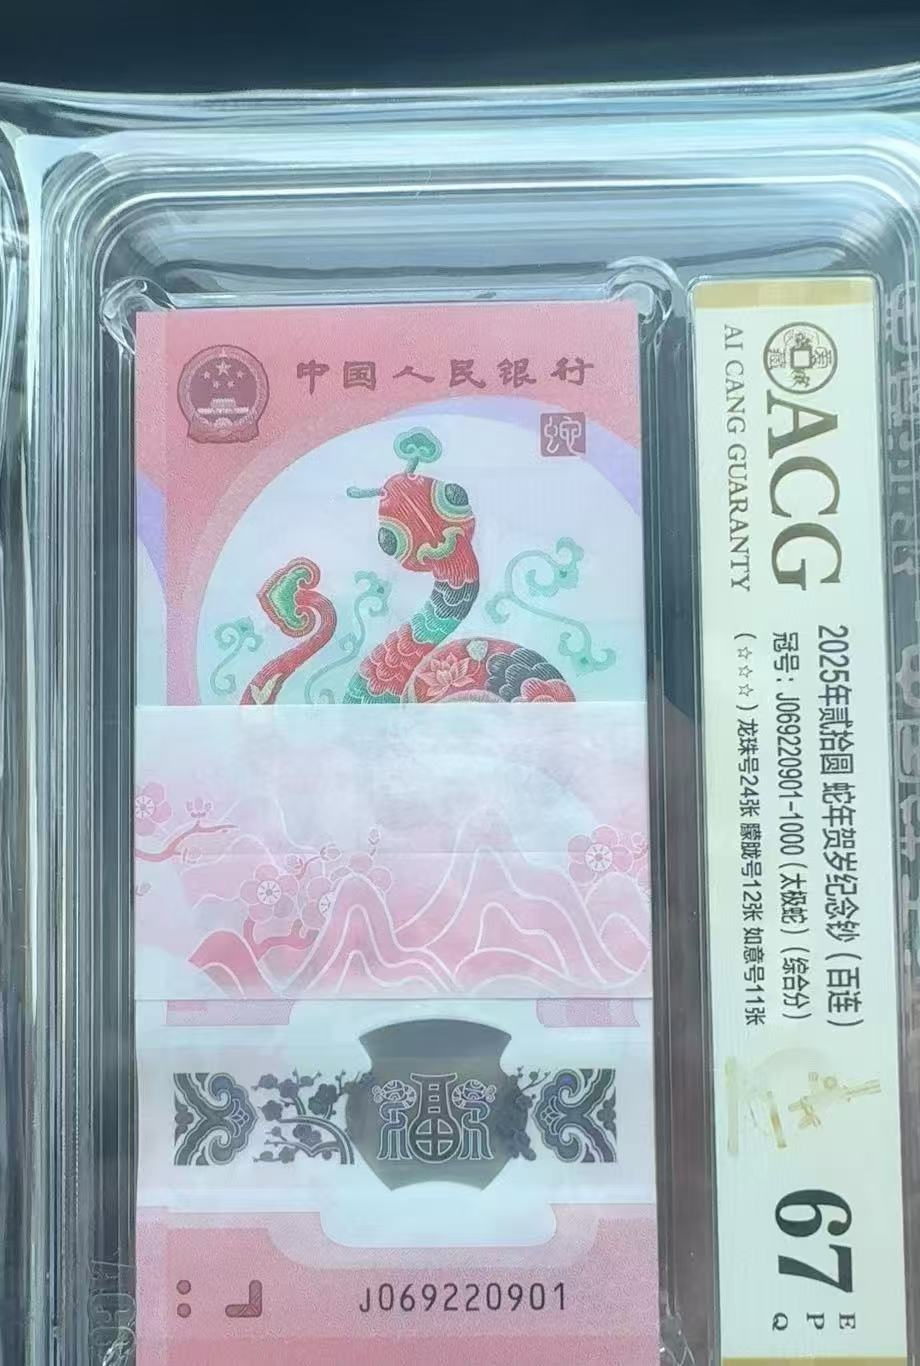 中国人民银行
蛇
福
J069220901
ACG
AI CANG GUARANTY
2025年贰拾圆 蛇年贺岁纪念钞（百连）
冠号：J069220901-1000（太极蛇）（综合分）
（☆☆☆）龙珠号24张 朦胧号12张 如意号11张
67
EPQ